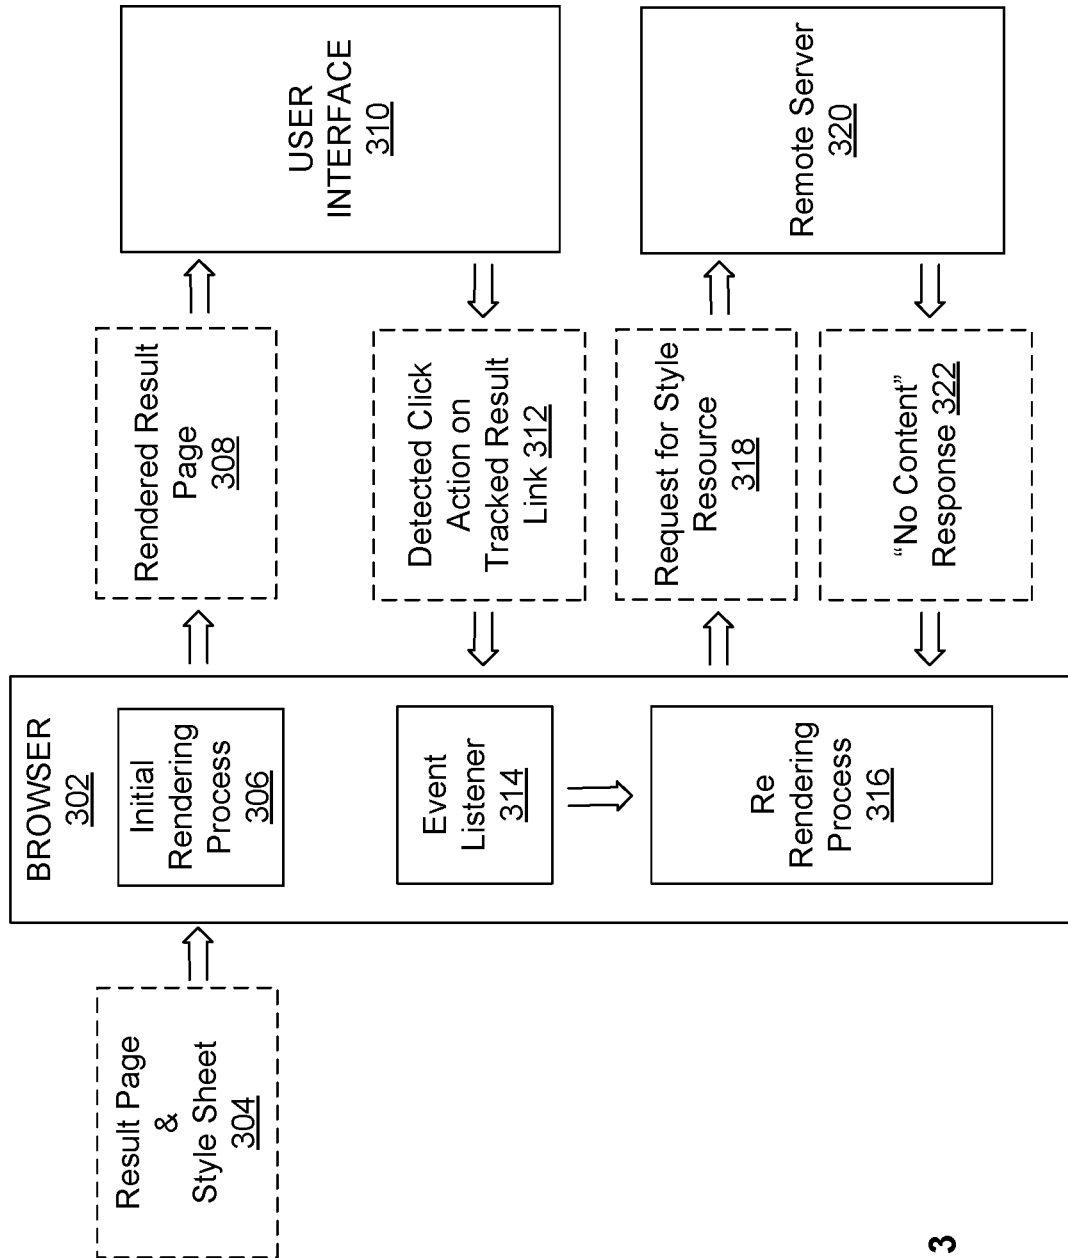 Result Page
&
Style Sheet
304
BROWSER
302
Initial
Rendering
Process
306
Event
Listener
314
Re
Rendering
Process
316
Rendered Result
Page
308
Detected Click
Action on
Tracked Result
Link 312
Request for Style
Resource
318
“No Content”
Response 322
USER
INTERFACE
310
Remote Server
320
3